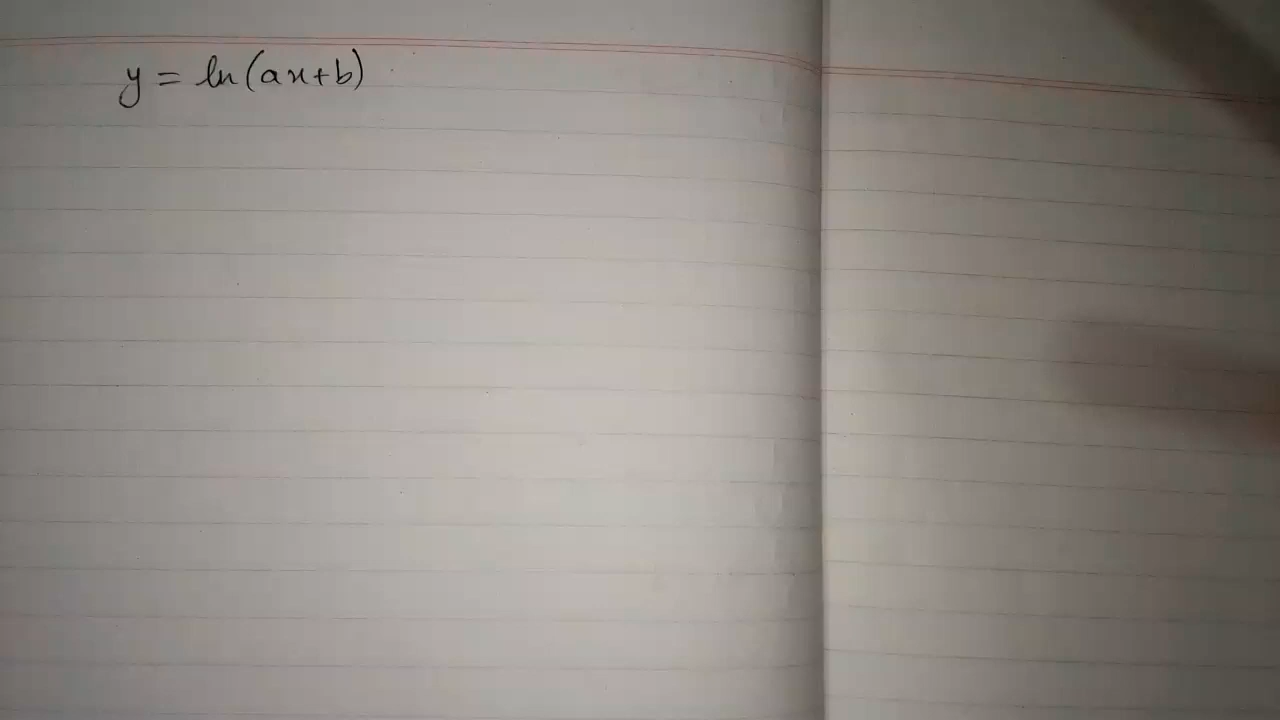 y = ln(ax+b)